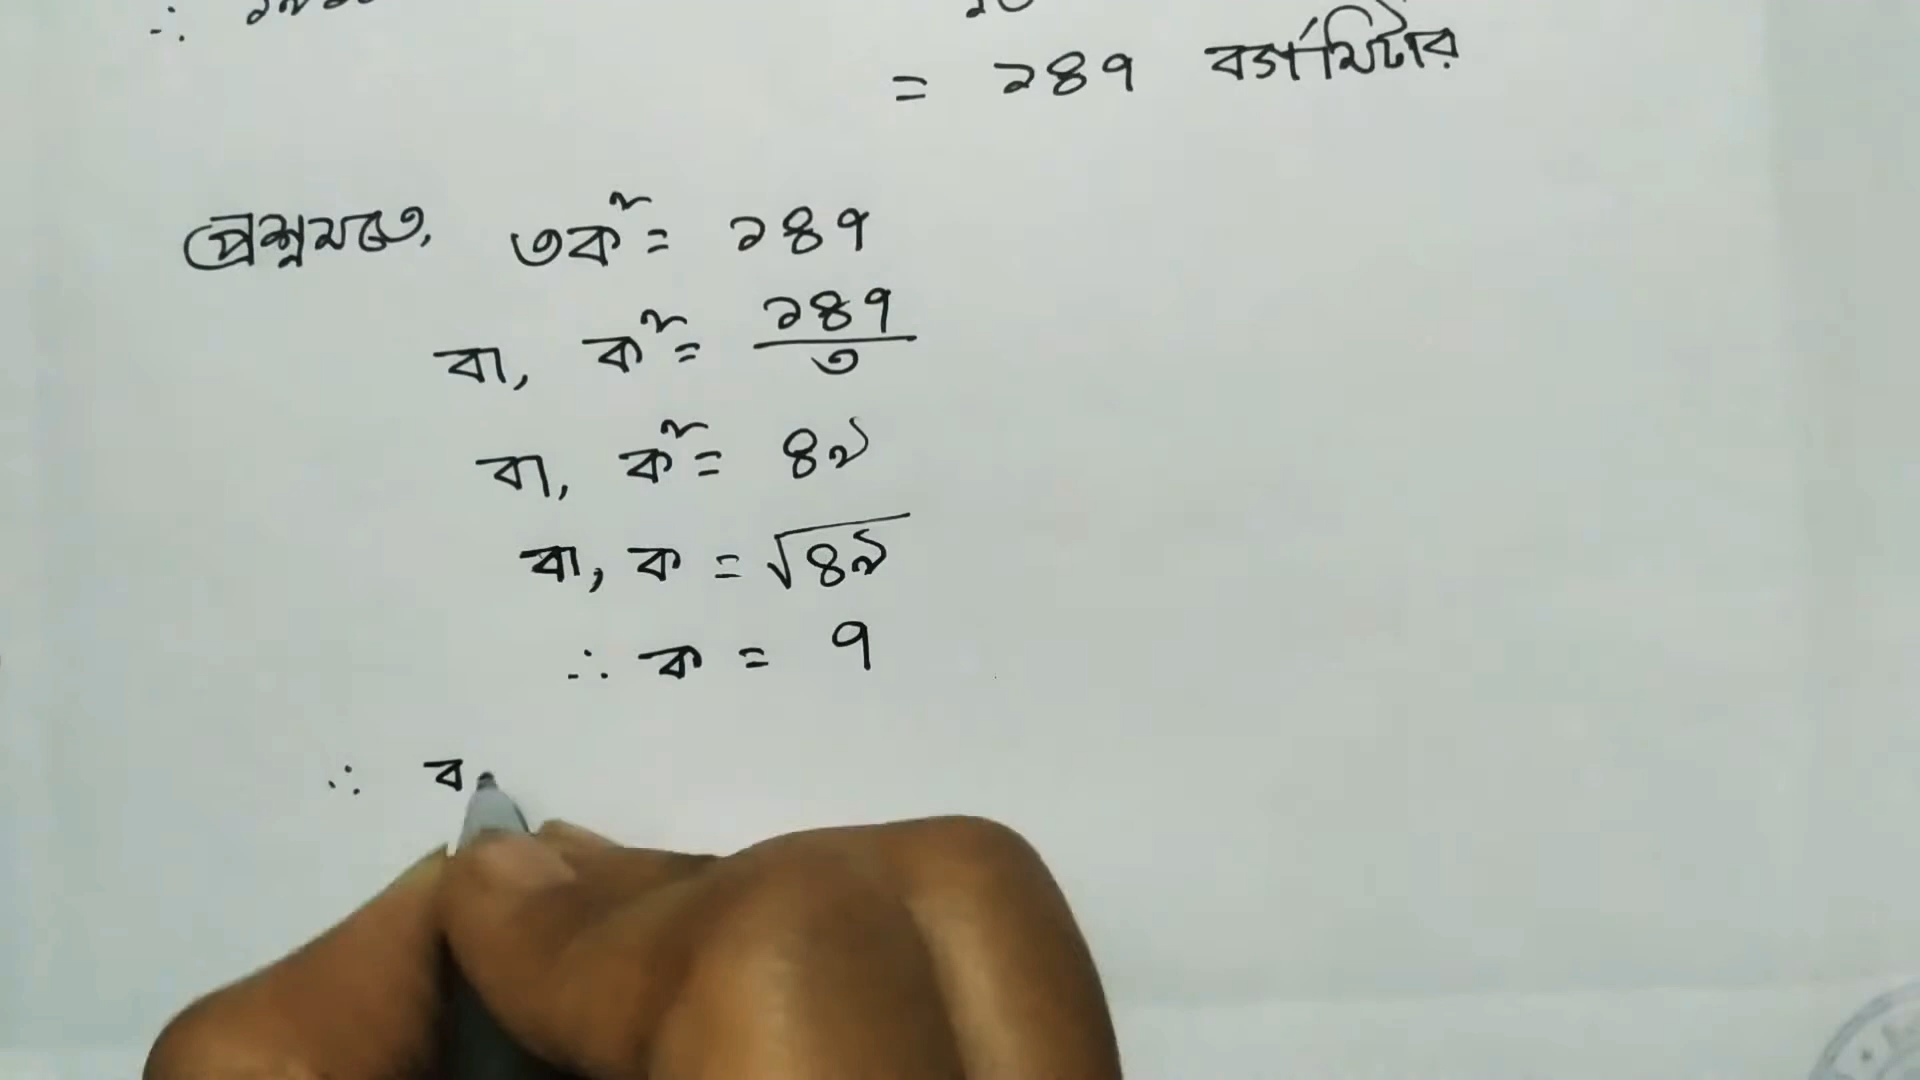 = ১৪৭ বর্গমিটার
প্রশ্নমতে, ৩ক² = ১৪৭
বা, ক² = ১৪৭/৩
বা, ক² = ৪৯
বা, ক = √৪৯
∴ ক = ৭
∴ ব